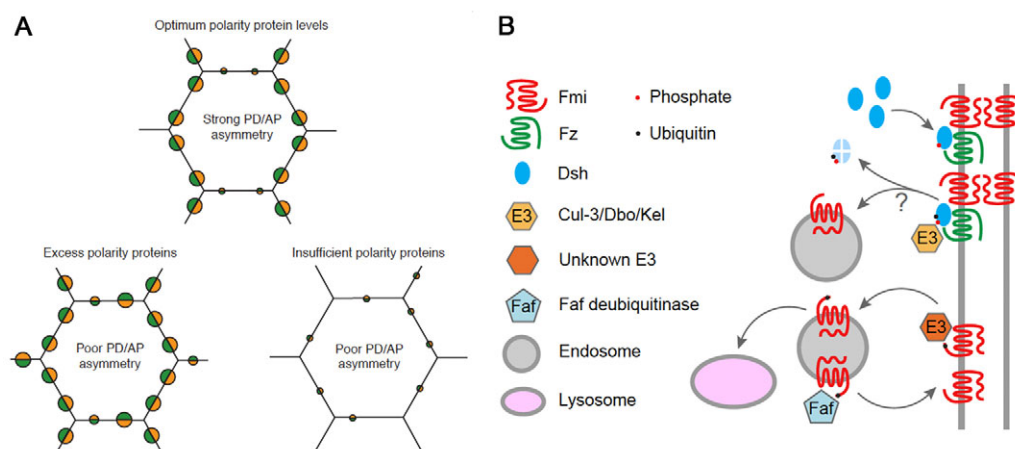 A
Optimum polarity protein levels
Strong PD/AP
asymmetry
Excess polarity proteins
Poor PD/AP
asymmetry
Insufficient polarity proteins
Poor PD/AP
asymmetry
B
Fmi
Fz
Dsh
E3
Cul-3/Dbo/Kel
E3
Unknown E3
Faf
Faf deubiquitinase
Endosome
Lysosome
Phosphate
Ubiquitin
?
E3
E3
Faf